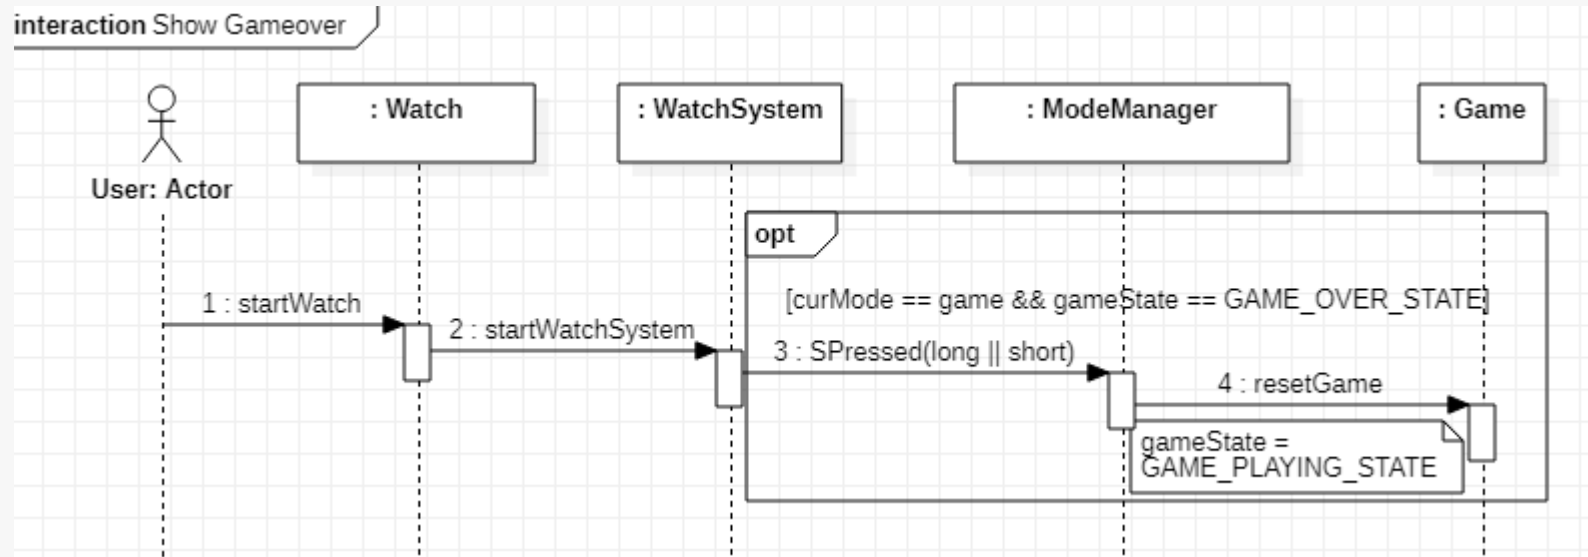 interaction Show Gameover
: Watch
: WatchSystem
: ModeManager
: Game
User: Actor
opt
[curMode == game && gameState == GAME_OVER_STATE]
1 : startWatch
2 : startWatchSystem
3 : SPressed(long || short)
4 : resetGame
gameState =
GAME_PLAYING_STATE